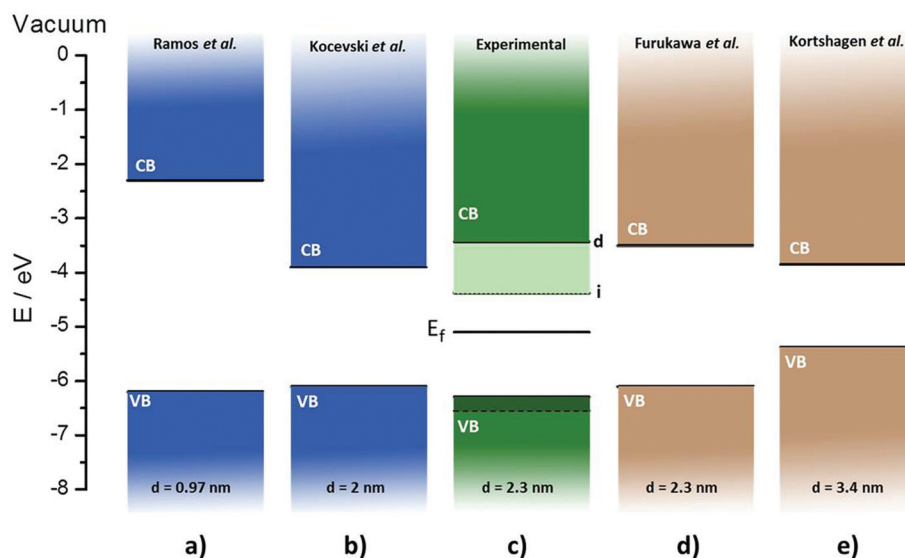 Vacuum
Ramos et al.
Kocevski et al.
Experimental
Furukawa et al.
Kortshagen et al.
0
-1
-2
-3
-4
-5
-6
-7
-8
E / eV
CB
CB
CB
CB
CB
d
i
Ef
VB
VB
VB
VB
VB
d = 0.97 nm
d = 2 nm
d = 2.3 nm
d = 2.3 nm
d = 3.4 nm
a)
b)
c)
d)
e)